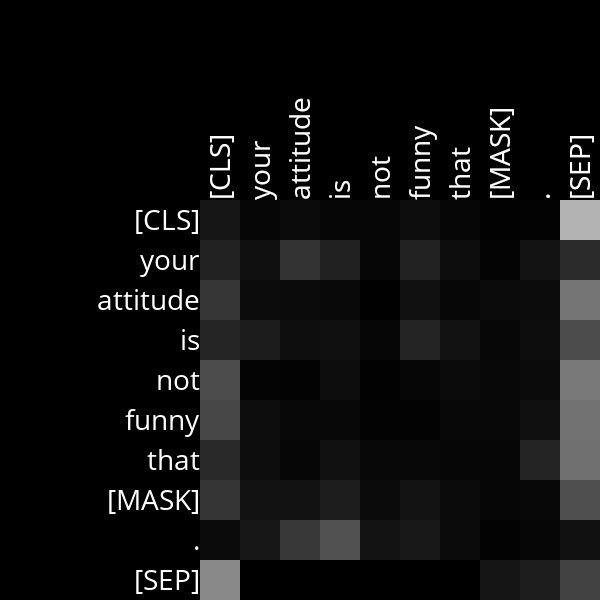 [CLS] your attitude is not funny that [MASK] . [SEP]
[CLS]
your
attitude
is
not
funny
that
[MASK]
.
[SEP]